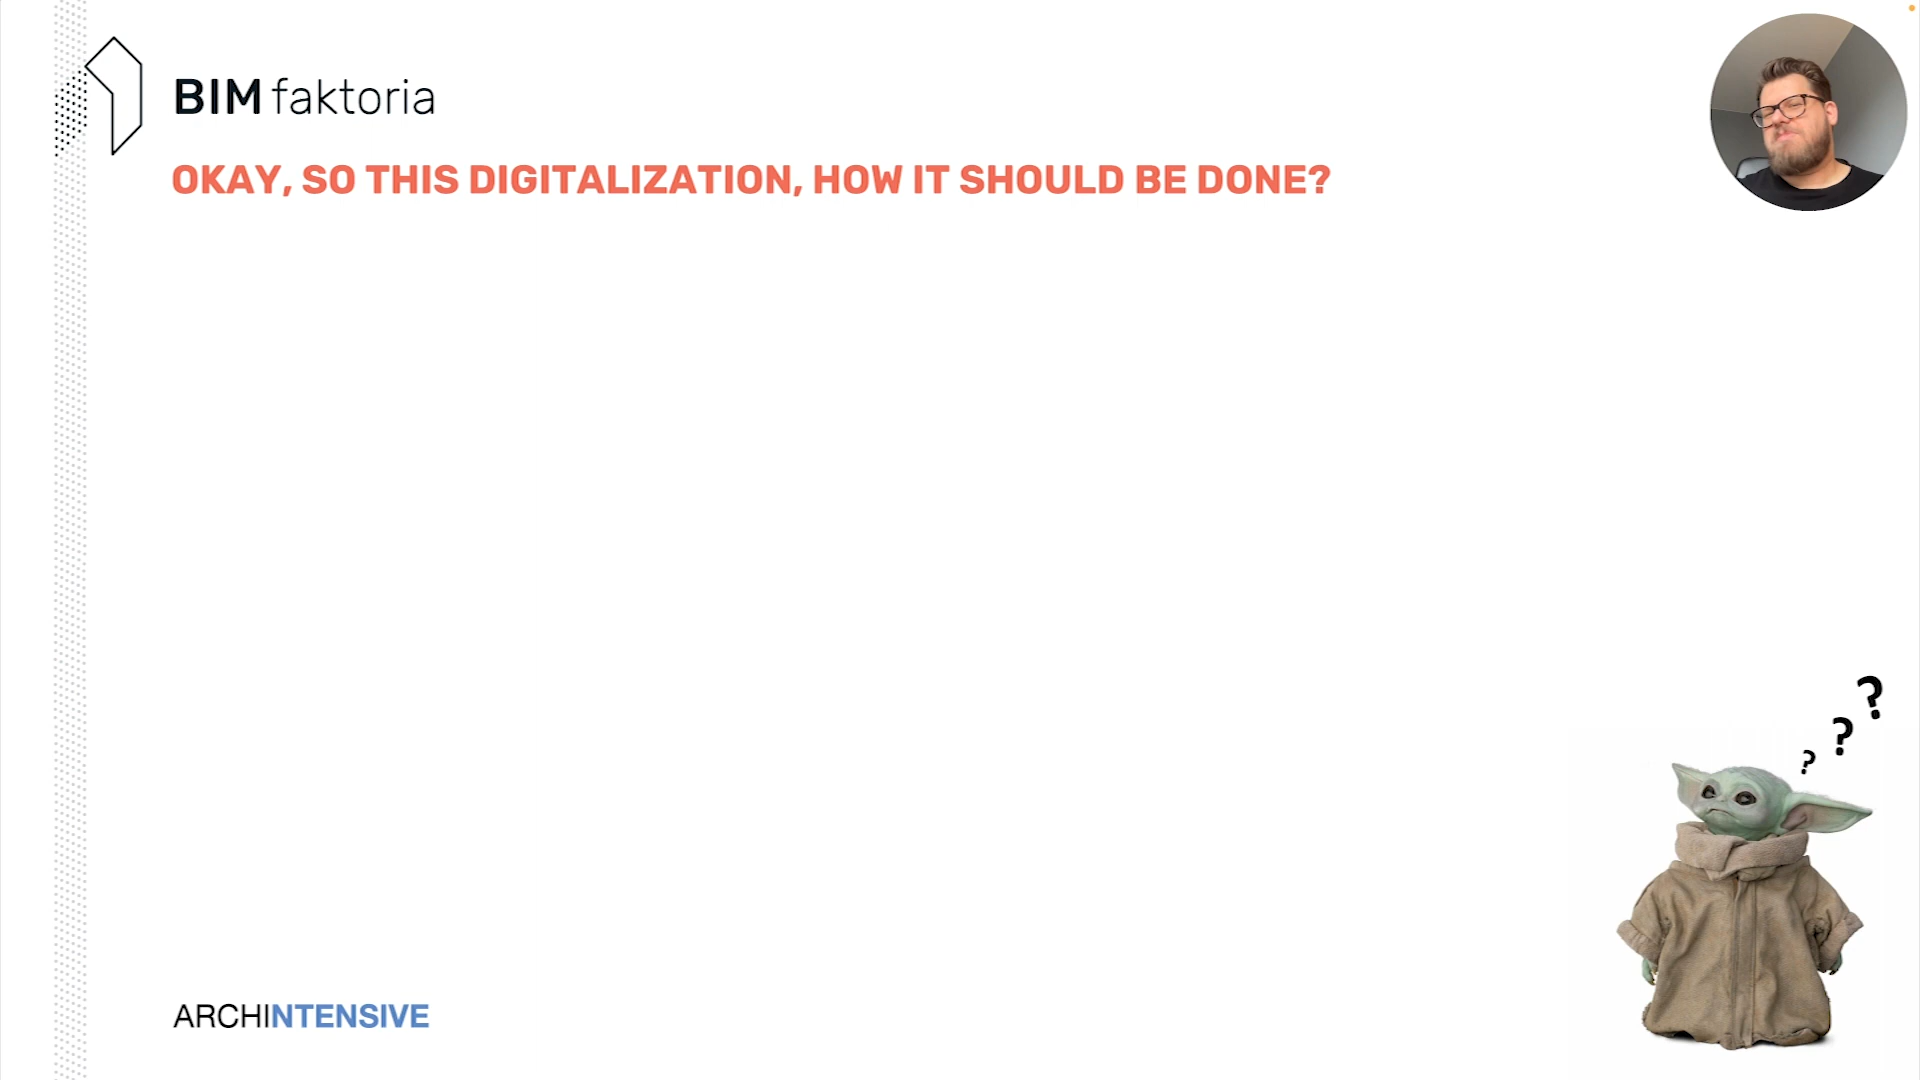 BIM faktoria
OKAY, SO THIS DIGITALIZATION, HOW IT SHOULD BE DONE?
?
?
?
ARCHINTENSIVE